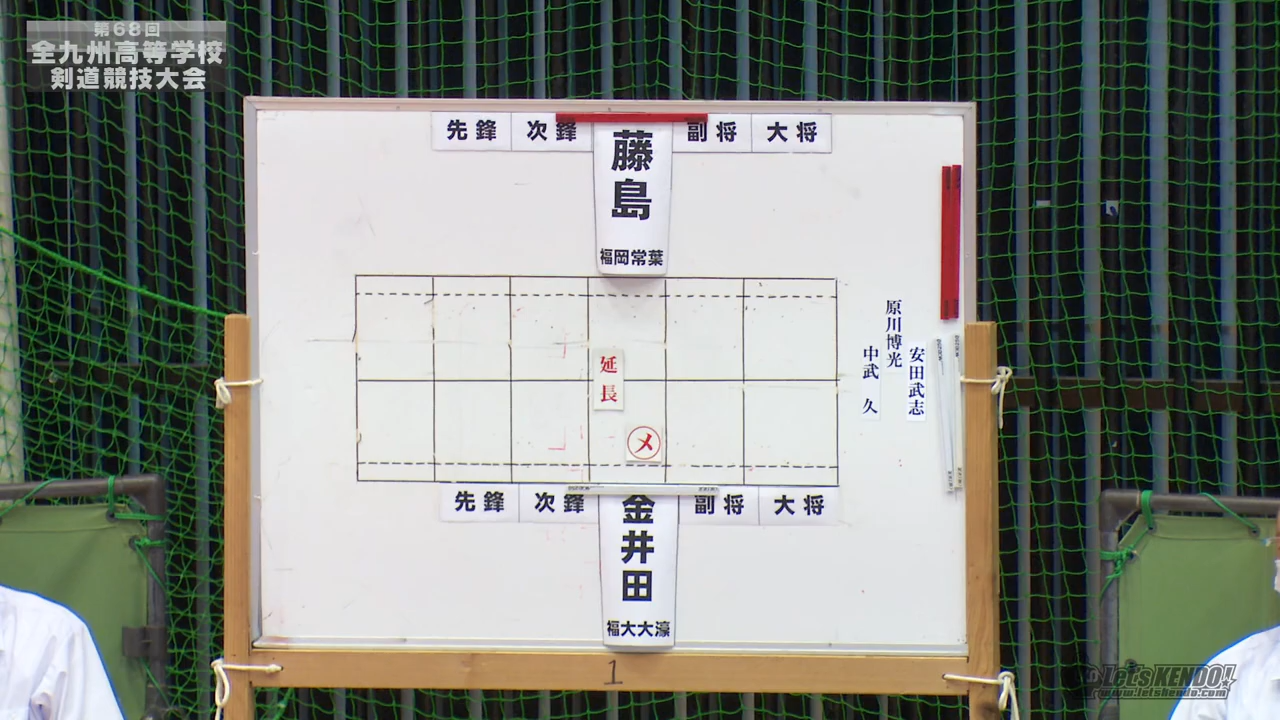 第68回
全九州高等学校
剣道競技大会
先鋒 次鋒 副将 大将
藤島
福岡常葉
原川博光
安田武志
中武 久
延長
メ
先鋒 次鋒 副将 大将
金井田
福大大濠
1
Let's KENDO!
www.letskendo.com